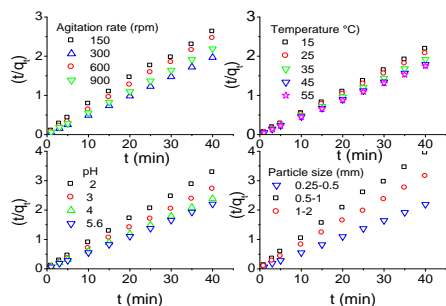 Agitation rate (rpm)
150
300
600
900
(t/qt)
3
2
1
0
0 10 20 30 40
t (min)
Temperature °C
15
25
35
45
55
(t/qt)
3
2
1
0
0 10 20 30 40
t (min)
pH
2
3
4
5.6
(t/qt)
4
3
2
1
0
0 10 20 30 40
t (min)
Particle size (mm)
0.25-0.5
0.5-1
1-2
(t/qt)
4
3
2
1
0
0 10 20 30 40
t (min)